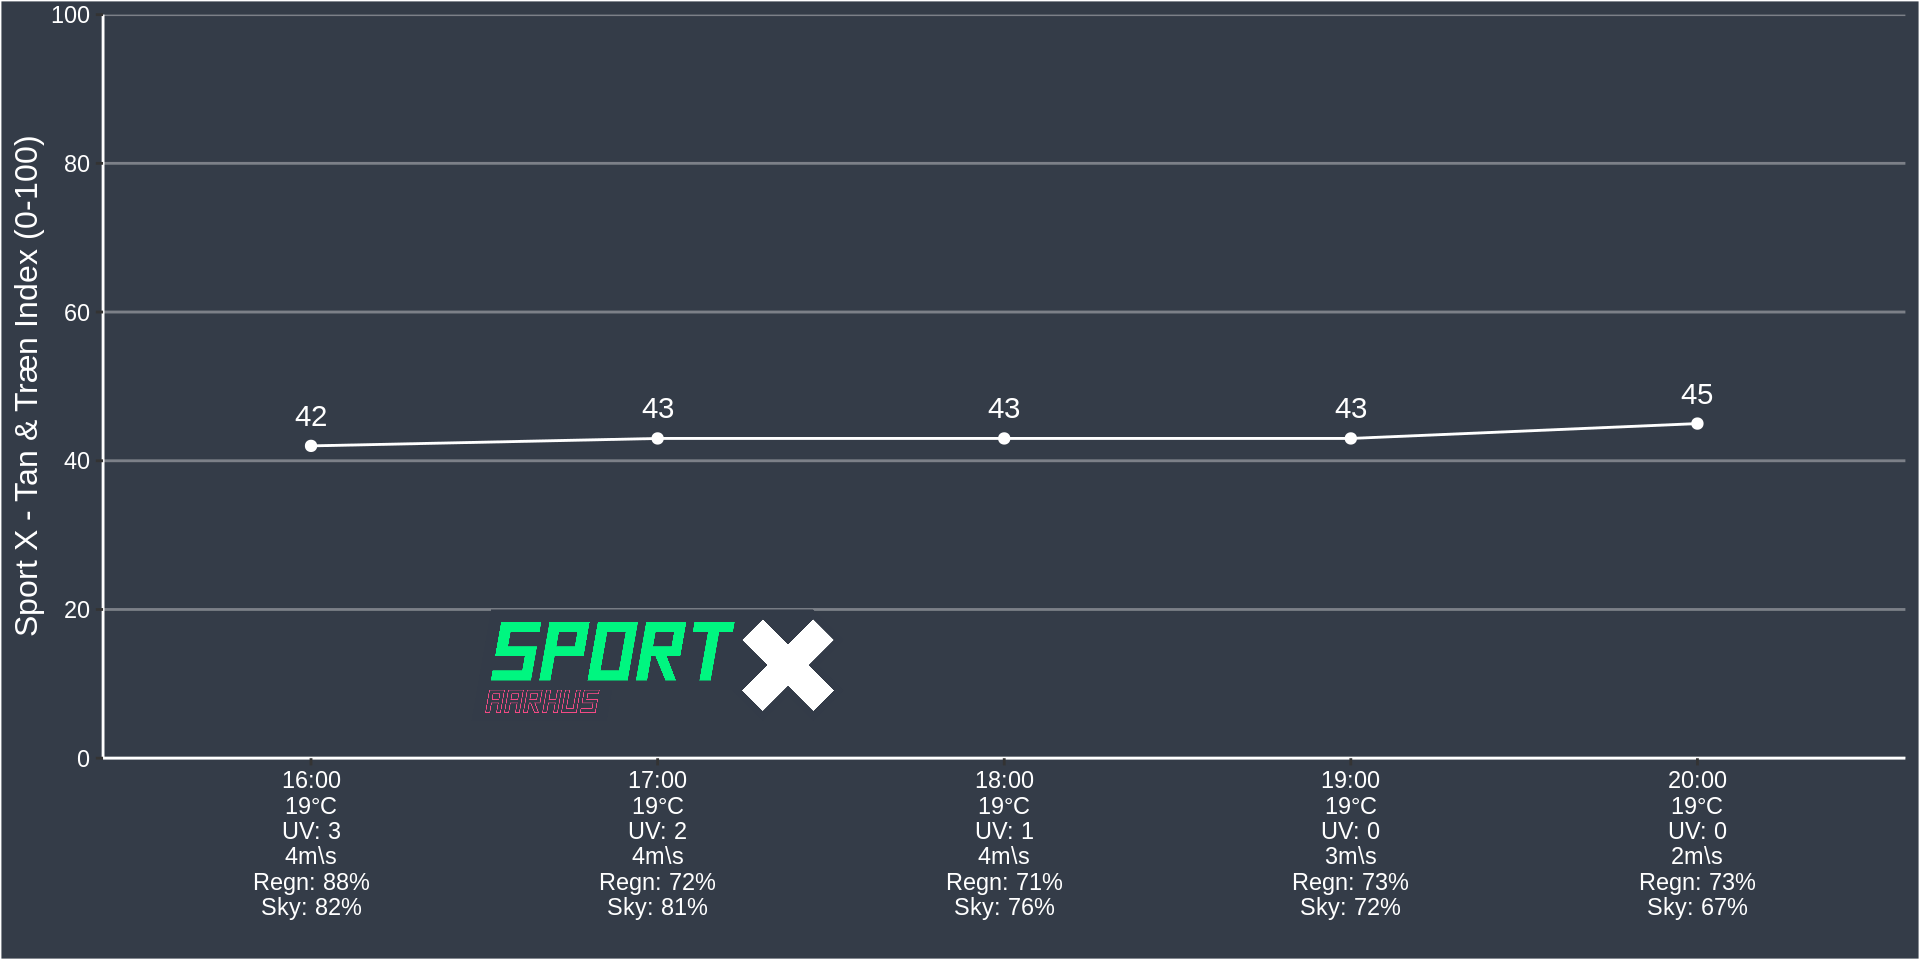 Sport X - Tan & Træn Index (0-100)
100
80
60
40
20
0
42
43
43
43
45
SPORT X
AARHUS
16:00
19°C
UV: 3
4m\s
Regn: 88%
Sky: 82%
17:00
19°C
UV: 2
4m\s
Regn: 72%
Sky: 81%
18:00
19°C
UV: 1
4m\s
Regn: 71%
Sky: 76%
19:00
19°C
UV: 0
3m\s
Regn: 73%
Sky: 72%
20:00
19°C
UV: 0
2m\s
Regn: 73%
Sky: 67%